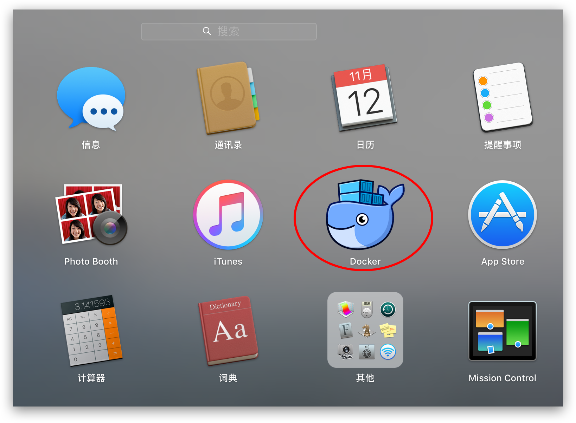 搜索
信息
通讯录
11月
12
日历
提醒事项
Photo Booth
iTunes
Docker
App Store
计算器
Dictionary
Aa
词典
其他
Mission Control